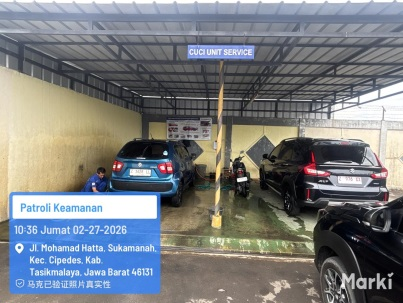 CUCI UNIT SERVICE
Patroli Keamanan
10:36 Jumat 02-27-2026
Jl. Mohamad Hatta, Sukamanah,
Kec. Cipedes, Kab.
Tasikmalaya, Jawa Barat 46131
马克已验证照片真实性
Marki